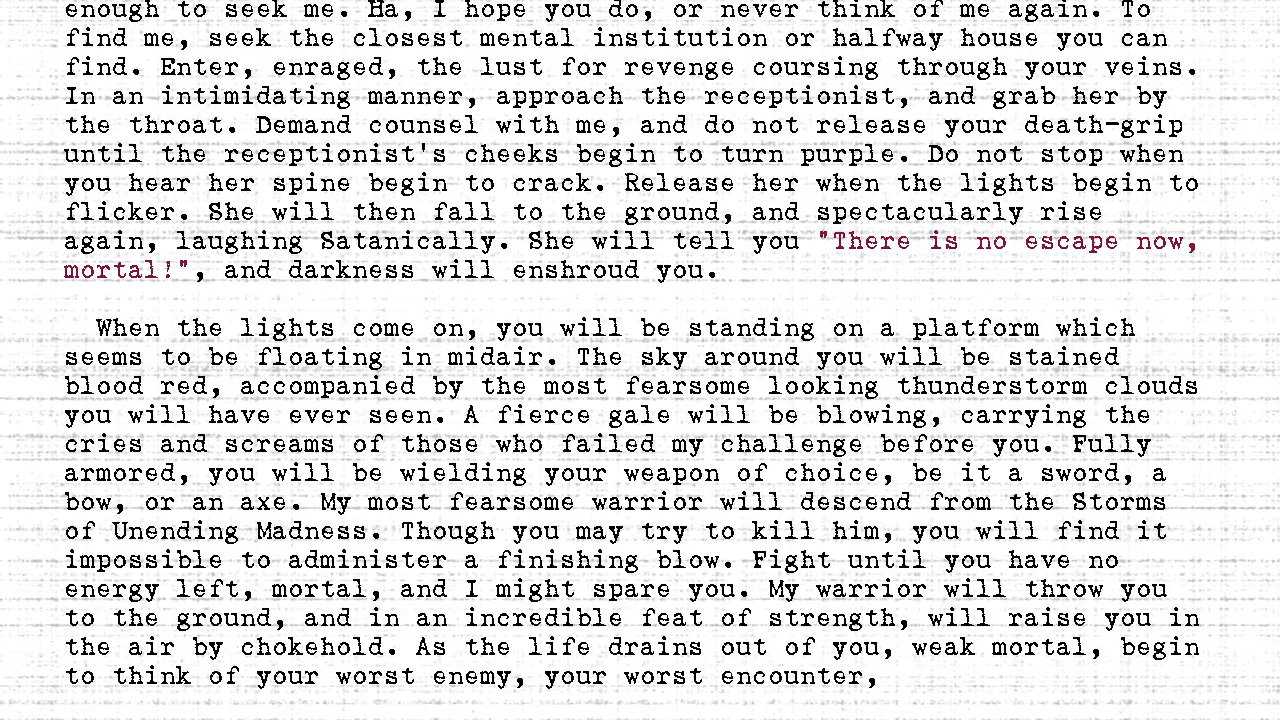 enough to seek me. Ha, I hope you do, or never think of me again. To
find me, seek the closest mental institution or halfway house you can
find. Enter, enraged, the lust for revenge coursing through your veins.
In an intimidating manner, approach the receptionist, and grab her by
the throat. Demand counsel with me, and do not release your death-grip
until the receptionist's cheeks begin to turn purple. Do not stop when
you hear her spine begin to crack. Release her when the lights begin to
flicker. She will then fall to the ground, and spectacularly rise
again, laughing Satanically. She will tell you "There is no escape now,
mortal!", and darkness will enshroud you.
When the lights come on, you will be standing on a platform which
seems to be floating in midair. The sky around you will be stained
blood red, accompanied by the most fearsome looking thunderstorm clouds
you will have ever seen. A fierce gale will be blowing, carrying the
cries and screams of those who failed my challenge before you. Fully
armored, you will be wielding your weapon of choice, be it a sword, a
bow, or an axe. My most fearsome warrior will descend from the Storms
of Unending Madness. Though you may try to kill him, you will find it
impossible to administer a finishing blow. Fight until you have no
energy left, mortal, and I might spare you. My warrior will throw you
to the ground, and in an incredible feat of strength, will raise you in
the air by chokehold. As the life drains out of you, weak mortal, begin
to think of your worst enemy, your worst encounter,